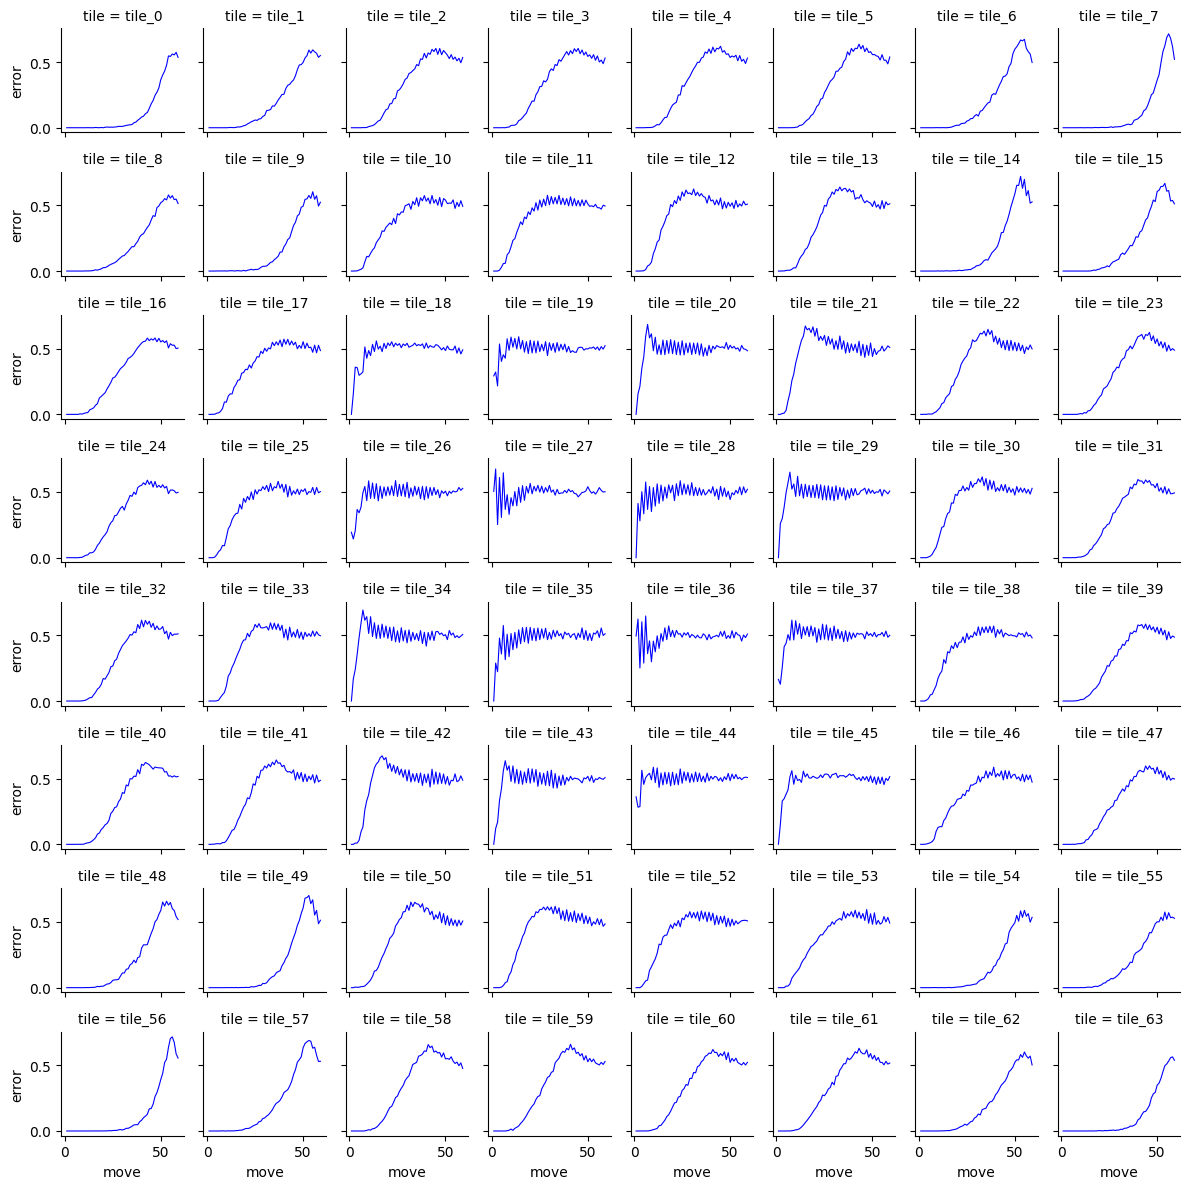 tile = tile_0 tile = tile_1 tile = tile_2 tile = tile_3 tile = tile_4 tile = tile_5 tile = tile_6 tile = tile_7
error
0.5
0.0
tile = tile_8 tile = tile_9 tile = tile_10 tile = tile_11 tile = tile_12 tile = tile_13 tile = tile_14 tile = tile_15
error
0.5
0.0
tile = tile_16 tile = tile_17 tile = tile_18 tile = tile_19 tile = tile_20 tile = tile_21 tile = tile_22 tile = tile_23
error
0.5
0.0
tile = tile_24 tile = tile_25 tile = tile_26 tile = tile_27 tile = tile_28 tile = tile_29 tile = tile_30 tile = tile_31
error
0.5
0.0
tile = tile_32 tile = tile_33 tile = tile_34 tile = tile_35 tile = tile_36 tile = tile_37 tile = tile_38 tile = tile_39
error
0.5
0.0
tile = tile_40 tile = tile_41 tile = tile_42 tile = tile_43 tile = tile_44 tile = tile_45 tile = tile_46 tile = tile_47
error
0.5
0.0
tile = tile_48 tile = tile_49 tile = tile_50 tile = tile_51 tile = tile_52 tile = tile_53 tile = tile_54 tile = tile_55
error
0.5
0.0
tile = tile_56 tile = tile_57 tile = tile_58 tile = tile_59 tile = tile_60 tile = tile_61 tile = tile_62 tile = tile_63
error
0.5
0.0
0 50 0 50 0 50 0 50 0 50 0 50 0 50 0 50
move move move move move move move move